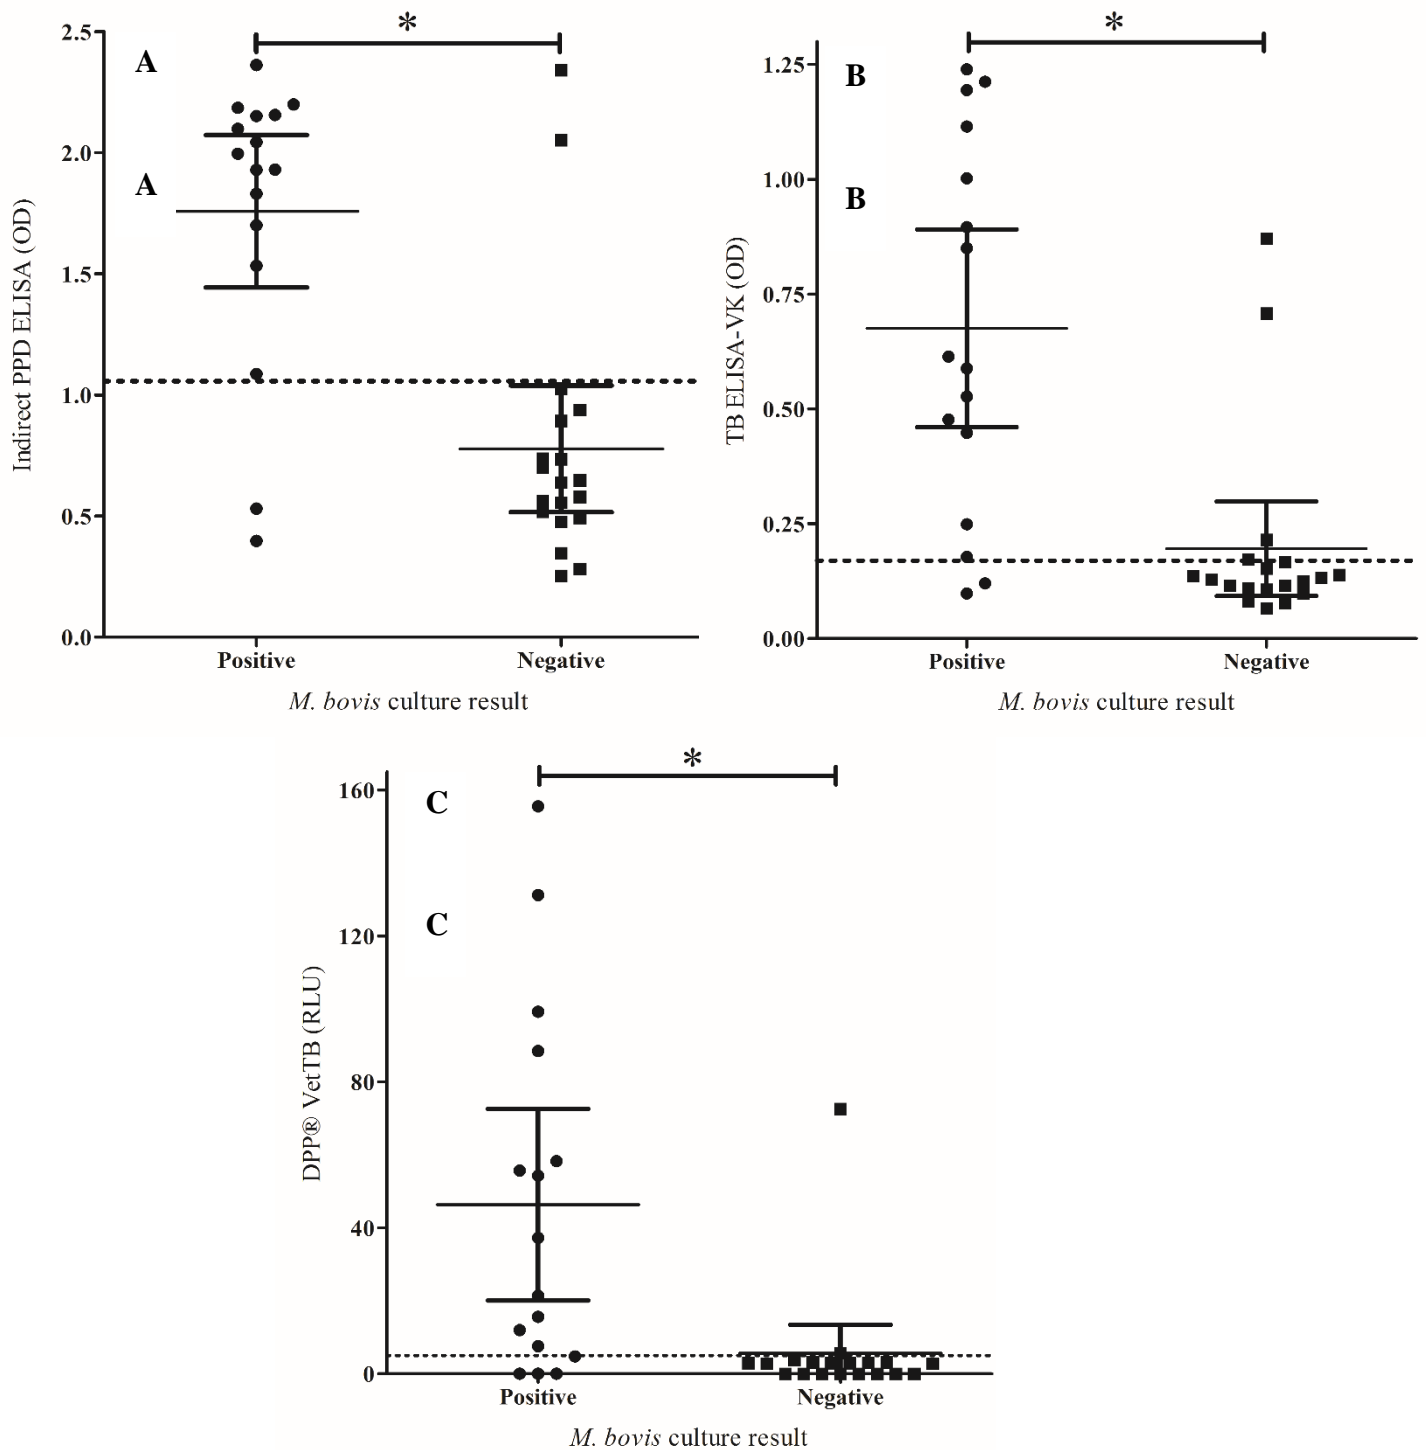 *
A
A
2.5
2.0
1.5
1.0
0.5
0.0
Indirect PPD ELISA (OD)
Positive Negative
M. bovis culture result
*
B
B
1.25
1.00
0.75
0.50
0.25
0.00
TB ELISA-VK (OD)
Positive Negative
M. bovis culture result
*
C
C
160
120
80
40
0
DPP® VetTB (RLU)
Positive Negative
M. bovis culture result